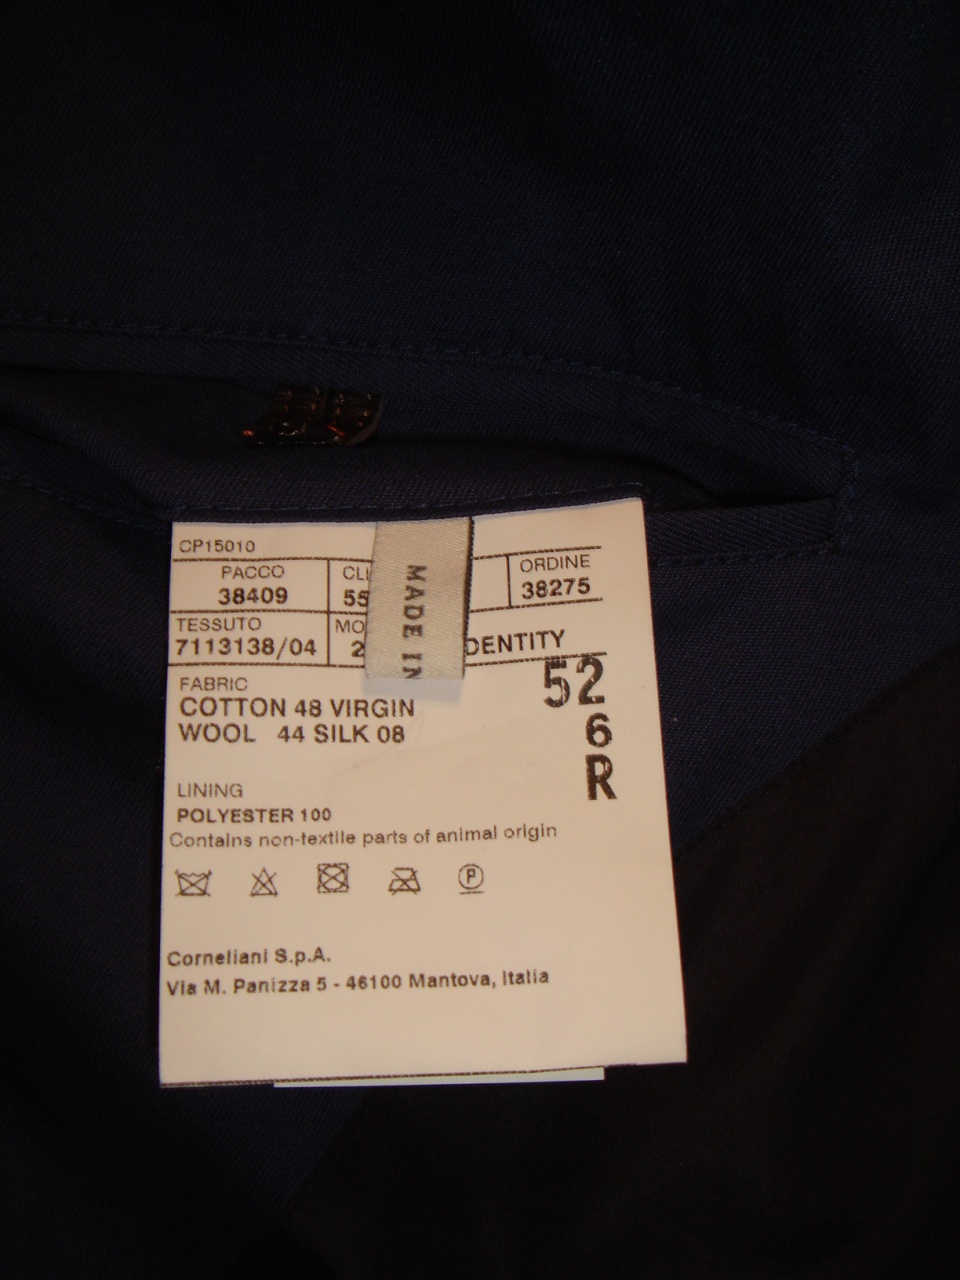 CP15010
PACCO
38409
ORDINE
38275
TESSUTO
7113138/04
52
6
R
FABRIC
COTTON 48 VIRGIN
WOOL 44 SILK 08
LINING
POLYESTER 100
Contains non-textile parts of animal origin
P
Corneliani S.p.A.
Via M. Panizza 5 - 46100 Mantova, Italia
MADE IN